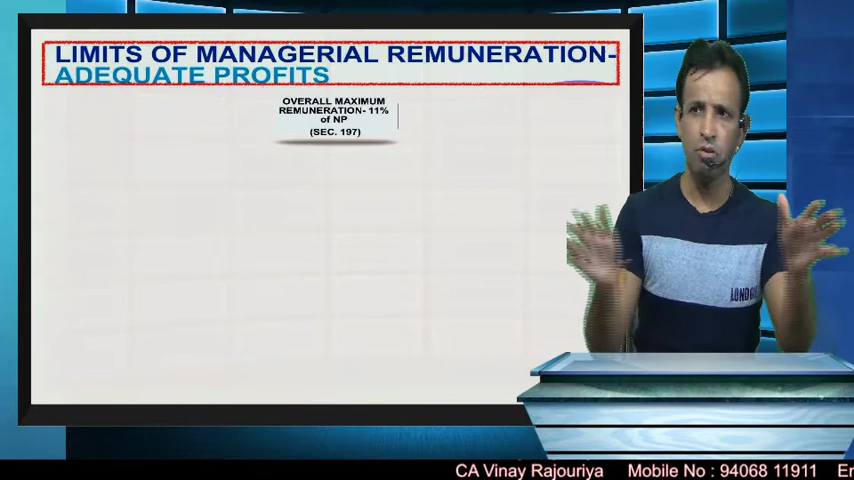 LIMITS OF MANAGERIAL REMUNERATION-
ADEQUATE PROFITS
OVERALL MAXIMUM
REMUNERATION- 11%
of NP
(SEC. 197)
CA Vinay Rajouriya Mobile No : 94068 11911